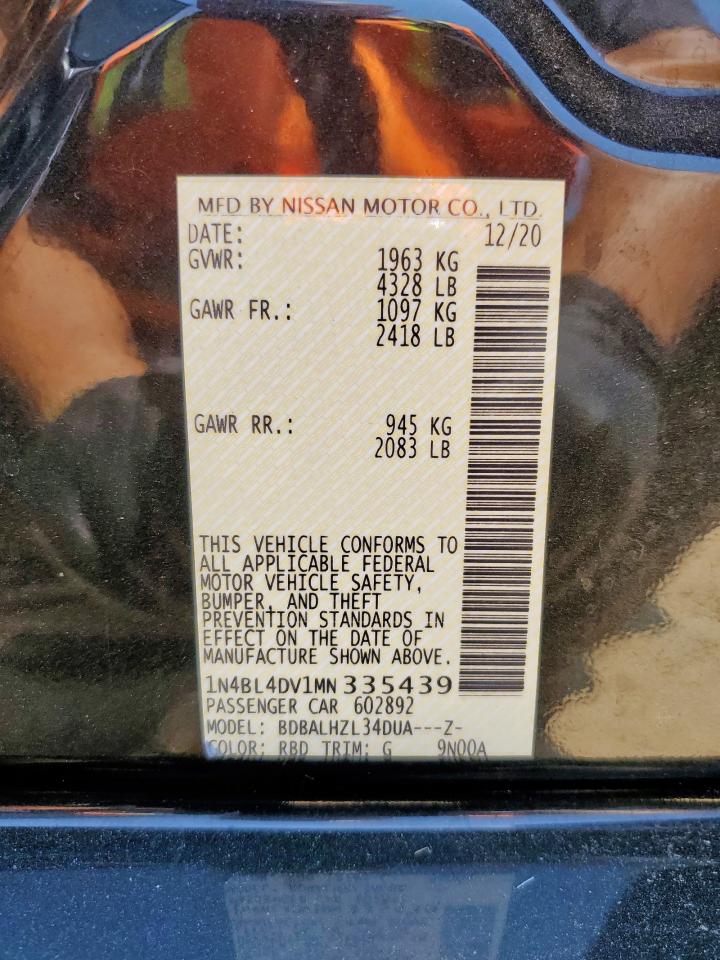 MFD BY NISSAN MOTOR CO., LTD.
DATE: 12/20
GVWR: 1963 KG
4328 LB
GAWR FR.: 1097 KG
2418 LB
GAWR RR.: 945 KG
2083 LB
THIS VEHICLE CONFORMS TO
ALL APPLICABLE FEDERAL
MOTOR VEHICLE SAFETY,
BUMPER, AND THEFT
PREVENTION STANDARDS IN
EFFECT ON THE DATE OF
MANUFACTURE SHOWN ABOVE.
1N4BL4DV1MN335439
PASSENGER CAR 602892
MODEL: BDBALHZL34DUA---Z-
COLOR: RBD TRIM: G 9N00A